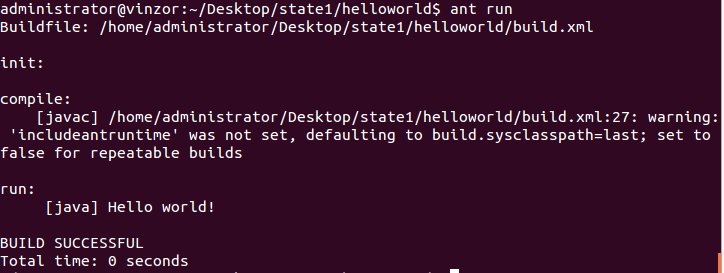 administrator@vinzor:~/Desktop/state1/helloworld$ ant run
Buildfile: /home/administrator/Desktop/state1/helloworld/build.xml
init:
compile:
[javac] /home/administrator/Desktop/state1/helloworld/build.xml:27: warning:
'includeantruntime' was not set, defaulting to build.sysclasspath=last; set to
false for repeatable builds
run:
[java] Hello world!
BUILD SUCCESSFUL
Total time: 0 seconds